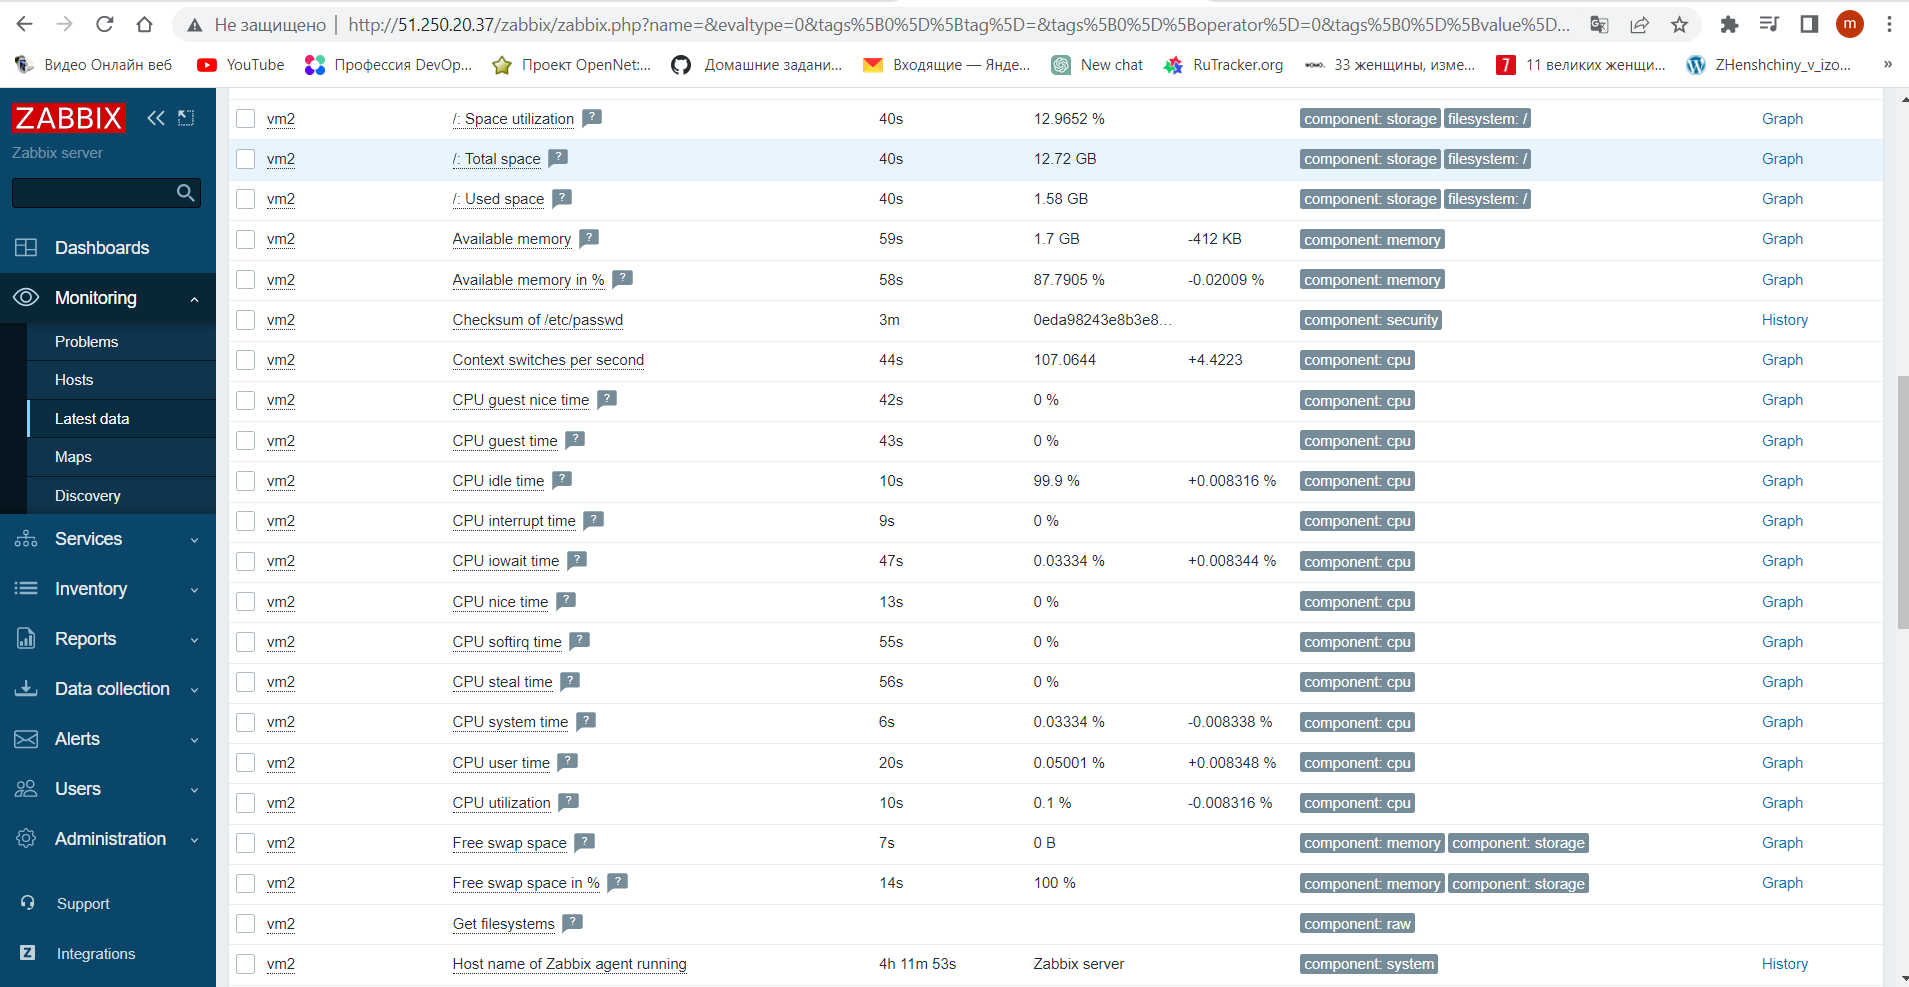 Не защищено | http://51.250.20.37/zabbix/zabbix.php?name=&evaltype=0&tags%5B0%5D%5Btag%5D=&tags%5B0%5D%5Boperator%5D=0&tags%5B0%5D%5Bvalue%5D... m
Видео Онлайн веб YouTube Профессия DevOp... Проект OpenNet:... Домашние задани... Входящие — Янде... New chat RuTracker.org WOMO. 33 женщины, изме... 7 11 великих женщи... ZHenshchiny_v_izo... »
ZABBIX
Zabbix server
Dashboards
Monitoring
Problems
Hosts
Latest data
Maps
Discovery
Services
Inventory
Reports
Data collection
Alerts
Users
Administration
Support
Z Integrations
vm2 /: Space utilization ? 40s 12.9652 % component: storage filesystem: / Graph
vm2 /: Total space ? 40s 12.72 GB component: storage filesystem: / Graph
vm2 /: Used space ? 40s 1.58 GB component: storage filesystem: / Graph
vm2 Available memory ? 59s 1.7 GB -412 KB component: memory Graph
vm2 Available memory in % ? 58s 87.7905 % -0.02009 % component: memory Graph
vm2 Checksum of /etc/passwd 3m 0eda98243e8b3e8... component: security History
vm2 Context switches per second 44s 107.0644 +4.4223 component: cpu Graph
vm2 CPU guest nice time ? 42s 0 % component: cpu Graph
vm2 CPU guest time ? 43s 0 % component: cpu Graph
vm2 CPU idle time ? 10s 99.9 % +0.008316 % component: cpu Graph
vm2 CPU interrupt time ? 9s 0 % component: cpu Graph
vm2 CPU iowait time ? 47s 0.03334 % +0.008344 % component: cpu Graph
vm2 CPU nice time ? 13s 0 % component: cpu Graph
vm2 CPU softirq time ? 55s 0 % component: cpu Graph
vm2 CPU steal time ? 56s 0 % component: cpu Graph
vm2 CPU system time ? 6s 0.03334 % -0.008338 % component: cpu Graph
vm2 CPU user time ? 20s 0.05001 % +0.008348 % component: cpu Graph
vm2 CPU utilization ? 10s 0.1 % -0.008316 % component: cpu Graph
vm2 Free swap space ? 7s 0 B component: memory component: storage Graph
vm2 Free swap space in % ? 14s 100 % component: memory component: storage Graph
vm2 Get filesystems ? component: raw
vm2 Host name of Zabbix agent running 4h 11m 53s Zabbix server component: system History